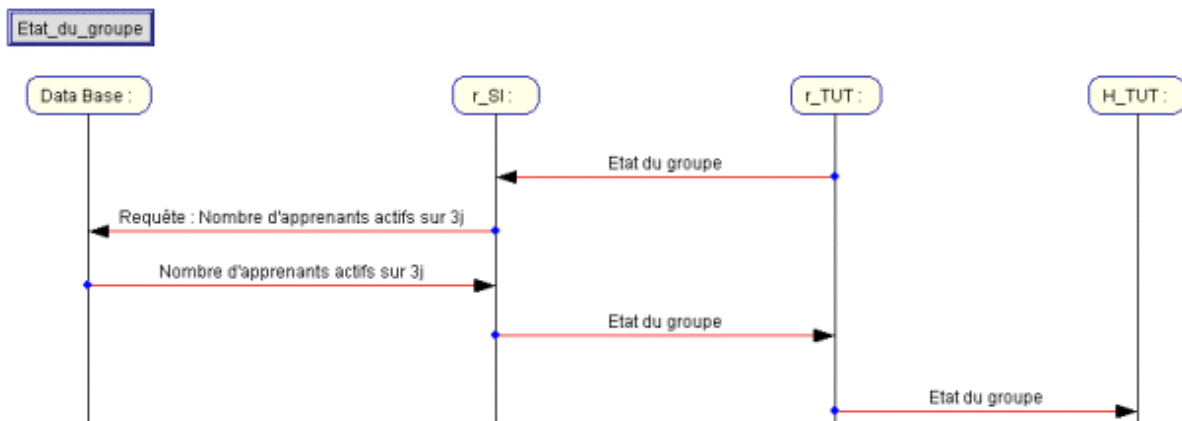 Etat_du_groupe
Data Base :
r_SI :
r_TUT :
H_TUT :
Etat du groupe
Requête : Nombre d'apprenants actifs sur 3j
Nombre d'apprenants actifs sur 3j
Etat du groupe
Etat du groupe